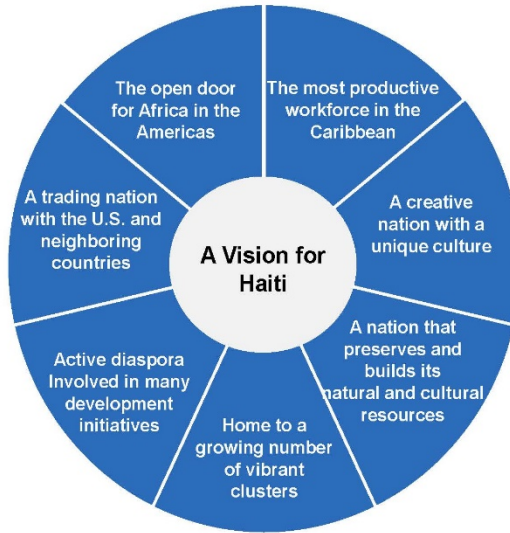 The open door
for Africa in the
Americas
The most productive
workforce in the
Caribbean
A creative
nation with a
unique culture
A nation that
preserves and
builds its
natural and cultural
resources
Home to a
growing number
of vibrant
clusters
Active diaspora
Involved in many
development
initiatives
A trading nation
with the U.S. and
neighboring
countries
A Vision for
Haiti